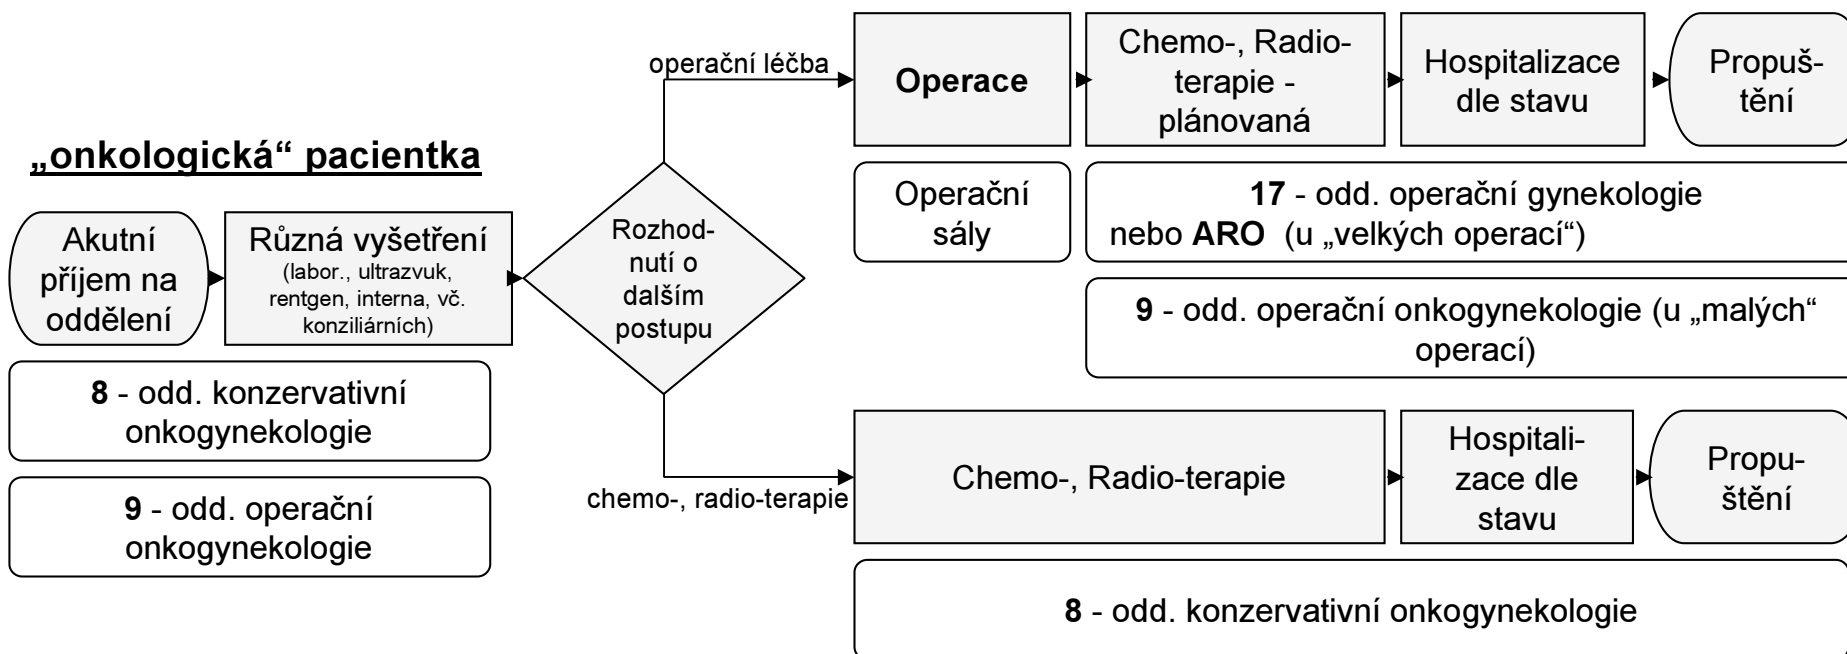 „onkologická“ pacientka
Akutní
příjem na
oddělení
Různá vyšetření
(labor., ultrazvuk,
rentgen, interna, vč.
konziliárních)
8 - odd. konzervativní
onkogynekologie
9 - odd. operační
onkogynekologie
Rozhod-
nutí o
dalším
postupu
operační léčba
Operace
Chemo-, Radio-
terapie -
plánovaná
Hospitalizace
dle stavu
Propuš-
tění
Operační
sály
17 - odd. operační gynekologie
nebo ARO (u „velkých operací“)
9 - odd. operační onkogynekologie (u „malých“
operací)
chemo-, radio-terapie
Chemo-, Radio-terapie
Hospitali-
zace dle
stavu
Propu-
štění
8 - odd. konzervativní onkogynekologie